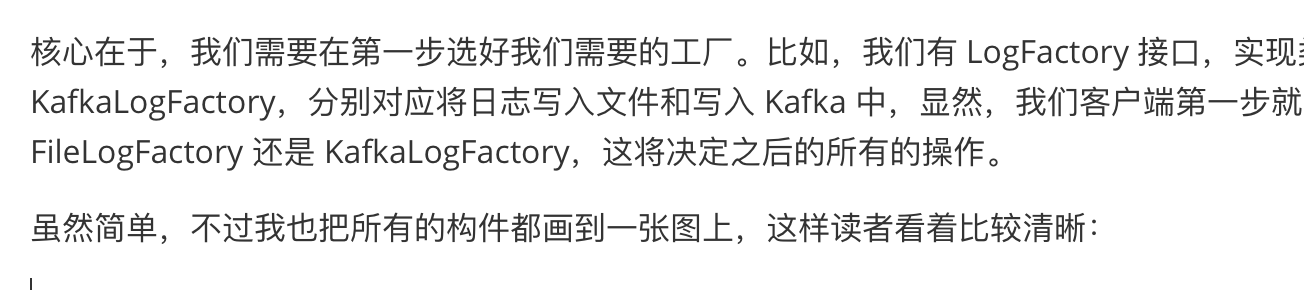 核心在于，我们需要在第一步选好我们需要的工厂。比如，我们有 LogFactory 接口，实现
KafkaLogFactory，分别对应将日志写入文件和写入 Kafka 中，显然，我们客户端第一步就
FileLogFactory 还是 KafkaLogFactory，这将决定之后的所有的操作。
虽然简单，不过我也把所有的构件都画到一张图上，这样读者看着比较清晰：